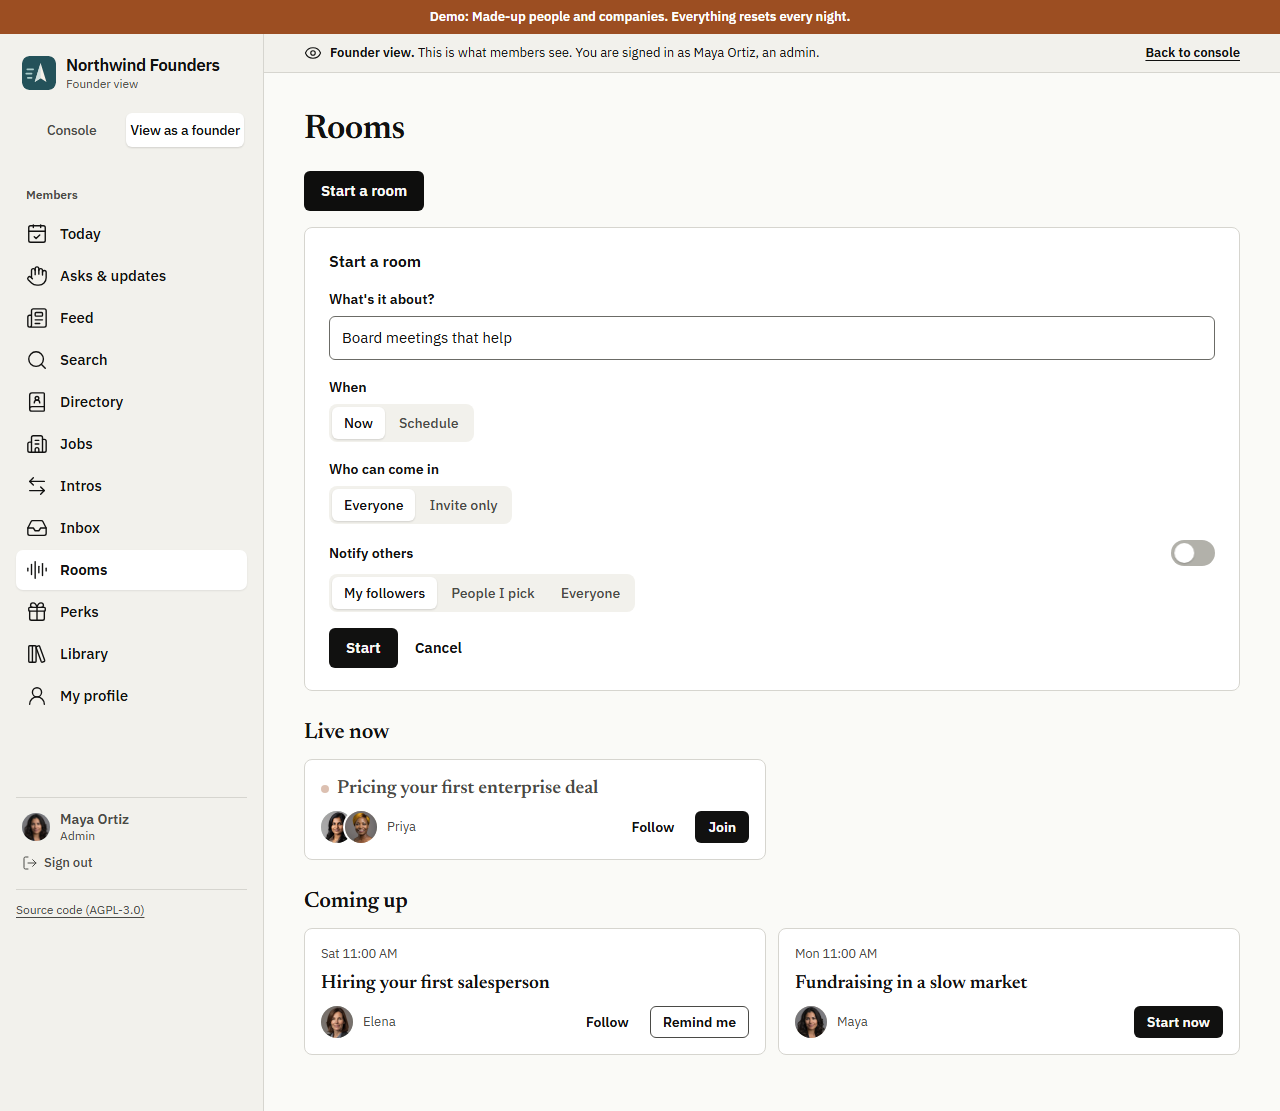 Demo: Made-up people and companies. Everything resets every night.
Northwind Founders
Founder view
Console
View as a founder
Members
Today
Asks & updates
Feed
Search
Directory
Jobs
Intros
Inbox
Rooms
Perks
Library
My profile
Maya Ortiz
Admin
Sign out
Source code (AGPL-3.0)
Founder view. This is what members see. You are signed in as Maya Ortiz, an admin.
Back to console
Rooms
Start a room
Start a room
What's it about?
Board meetings that help
When
Now
Schedule
Who can come in
Everyone
Invite only
Notify others
My followers
People I pick
Everyone
Start
Cancel
Live now
Pricing your first enterprise deal
Priya
Follow
Join
Coming up
Sat 11:00 AM
Hiring your first salesperson
Elena
Follow
Remind me
Mon 11:00 AM
Fundraising in a slow market
Maya
Start now